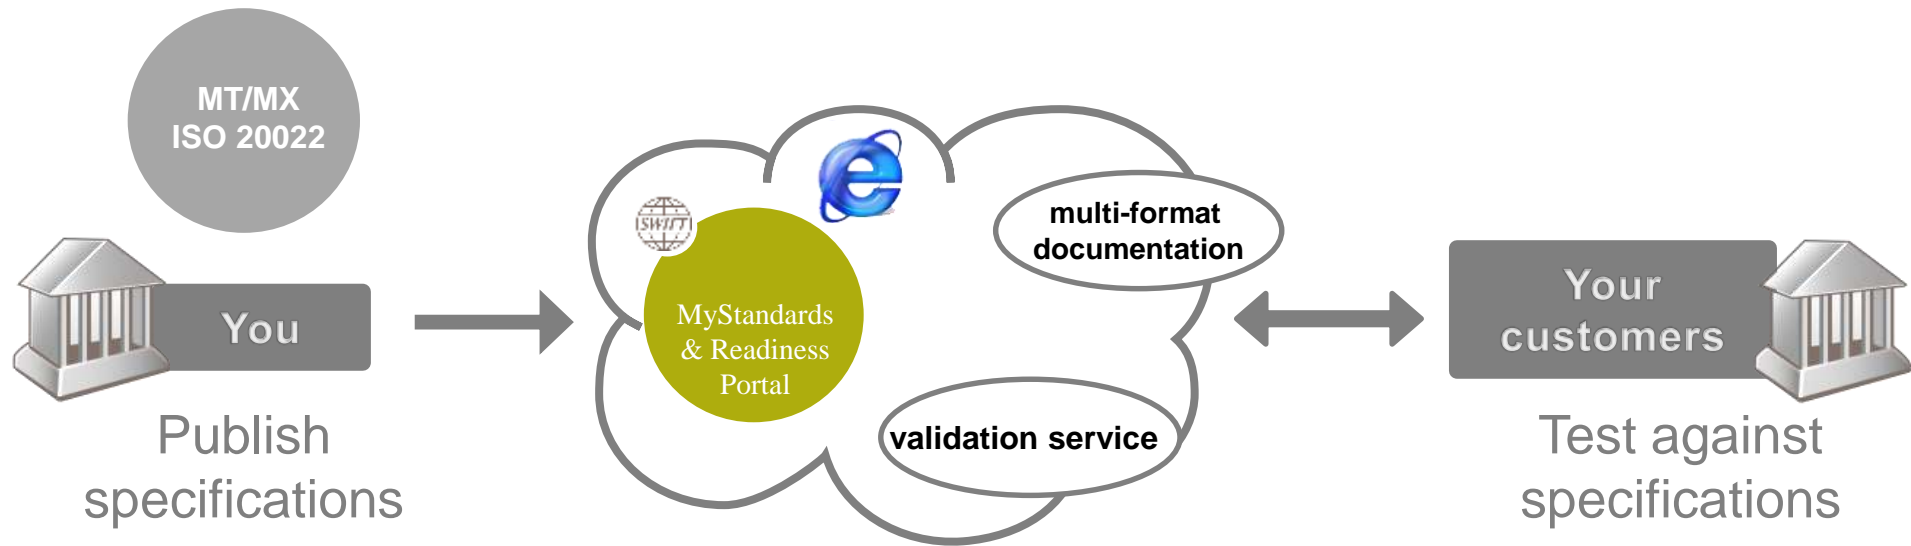 MT/MX
ISO 20022
You
Publish
specifications
SWIFT
MyStandards
& Readiness
Portal
multi-format
documentation
validation service
Your
customers
Test against
specifications